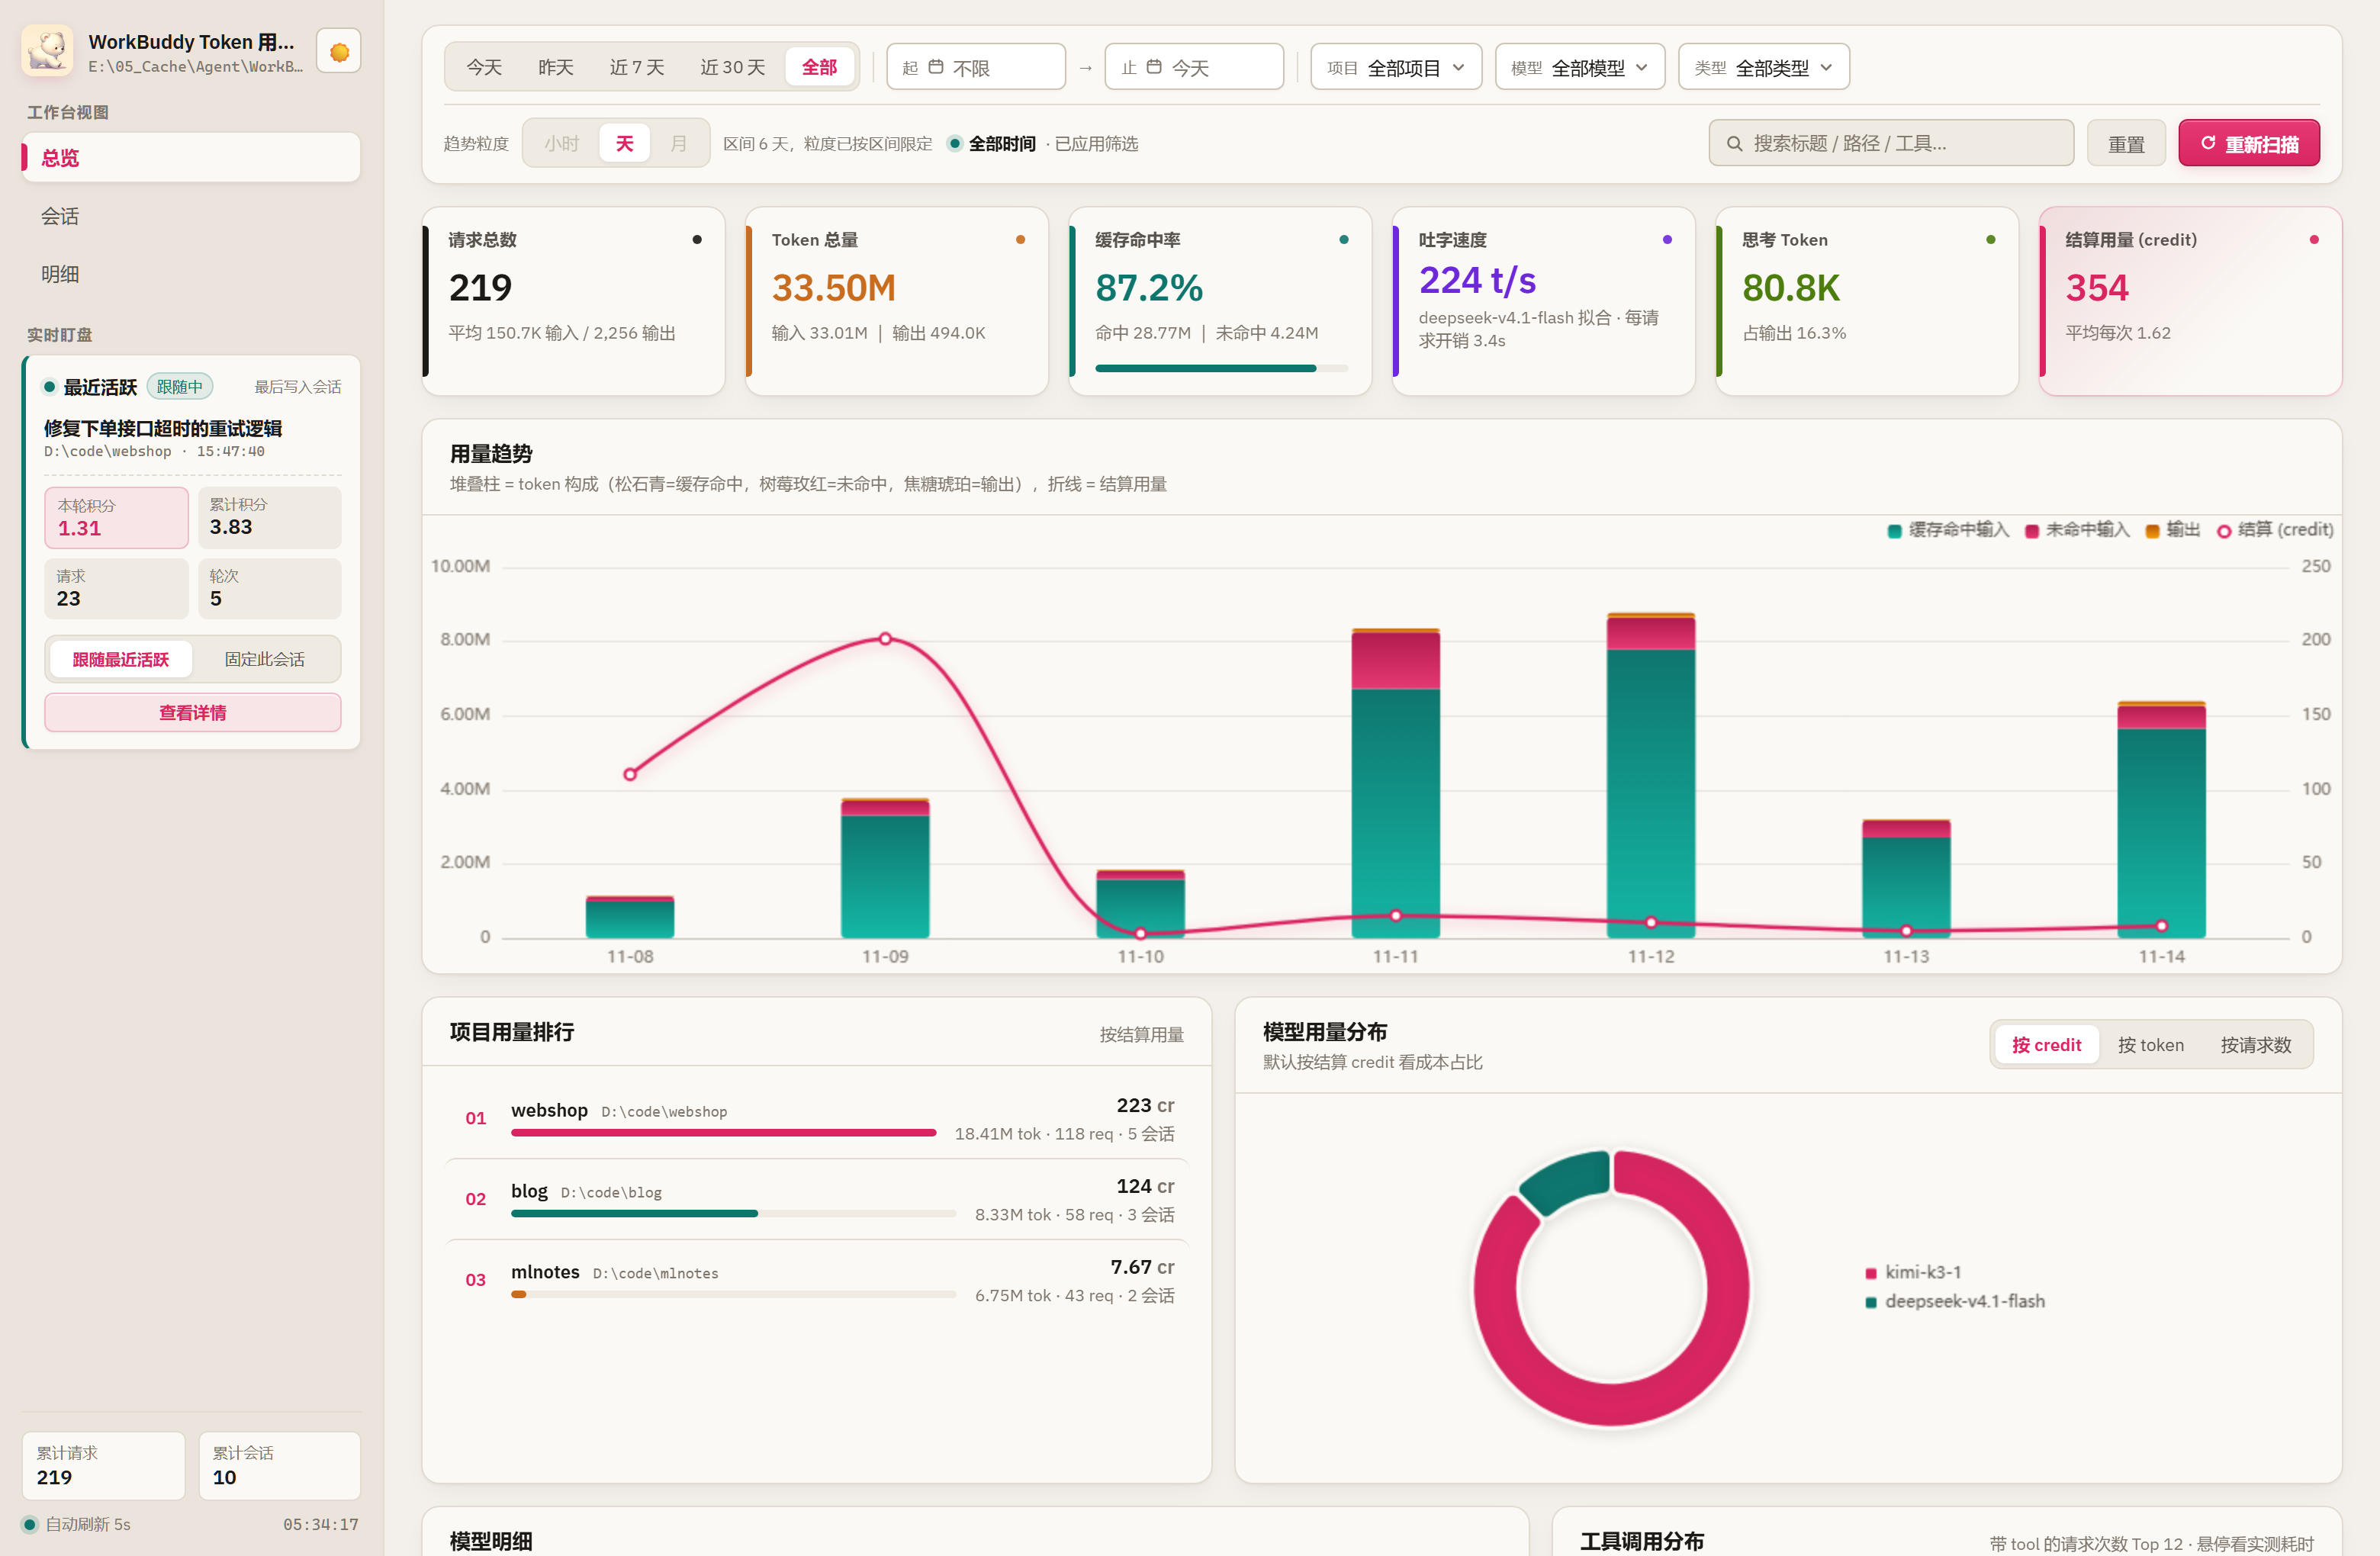 WorkBuddy Token 用...
E:\05_Cache\Agent\WorkB...
工作台视图
总览
会话
明细
实时盯盘
最近活跃 跟随中 最后写入会话
修复下单接口超时的重试逻辑
D:\code\webshop · 15:47:40
本轮积分 累计积分
1.31 3.83
请求 轮次
23 5
跟随最近活跃 固定此会话
查看详情
累计请求 累计会话
219 10
自动刷新 5s 05:34:17
今天 昨天 近 7 天 近 30 天 全部 起 不限 → 止 今天 项目 全部项目 模型 全部模型 类型 全部类型
趋势粒度 小时 天 月 区间 6 天，粒度已按区间限定 全部时间 · 已应用筛选 搜索标题 / 路径 / 工具... 重置 重新扫描
请求总数
219
平均 150.7K 输入 / 2,256 输出
Token 总量
33.50M
输入 33.01M | 输出 494.0K
缓存命中率
87.2%
命中 28.77M | 未命中 4.24M
吐字速度
224 t/s
deepseek-v4.1-flash 拟合 · 每请
求开销 3.4s
思考 Token
80.8K
占输出 16.3%
结算用量 (credit)
354
平均每次 1.62
用量趋势
堆叠柱 = token 构成（松石青=缓存命中，树莓玫红=未命中，焦糖琥珀=输出），折线 = 结算用量
缓存命中输入 未命中输入 输出 结算 (credit)
10.00M 250
8.00M 200
6.00M 150
4.00M 100
2.00M 50
0 0
11-08 11-09 11-10 11-11 11-12 11-13 11-14
项目用量排行 按结算用量
01 webshop D:\code\webshop 223 cr
18.41M tok · 118 req · 5 会话
02 blog D:\code\blog 124 cr
8.33M tok · 58 req · 3 会话
03 mlnotes D:\code\mlnotes 7.67 cr
6.75M tok · 43 req · 2 会话
模型用量分布
默认按结算 credit 看成本占比
按 credit 按 token 按请求数
kimi-k3-1
deepseek-v4.1-flash
模型明细
工具调用分布 带 tool 的请求次数 Top 12 · 悬停看实测耗时